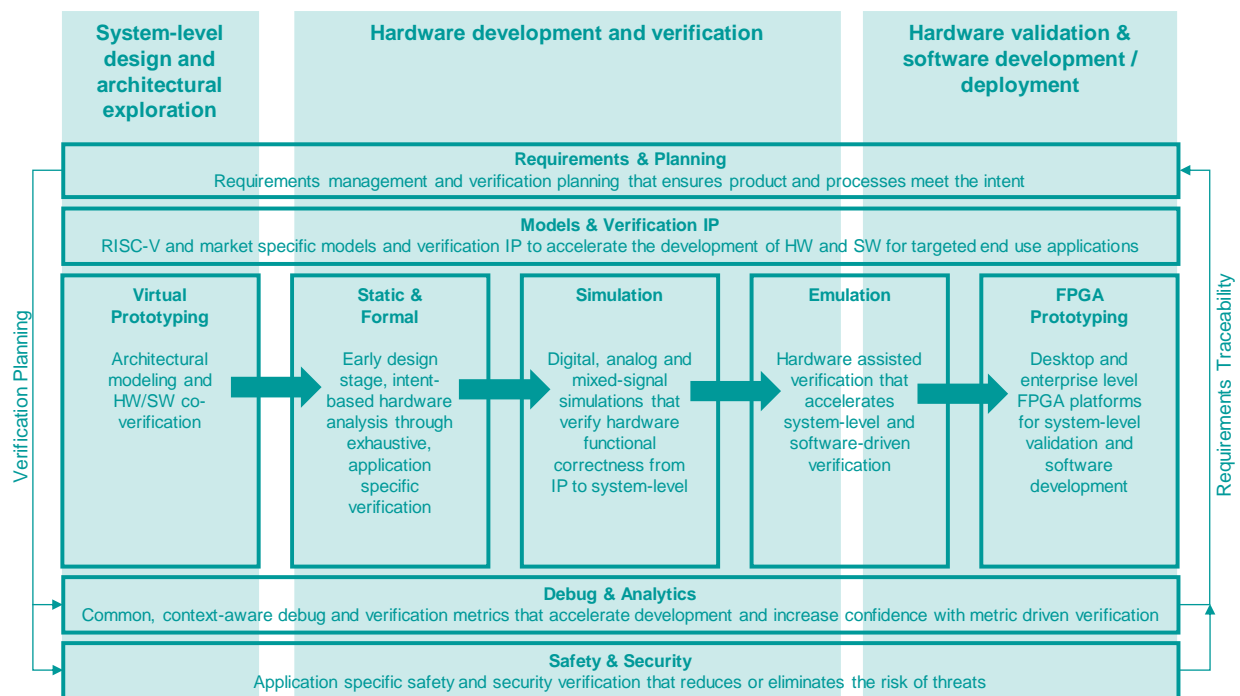 System-level
design and
architectural
exploration
Hardware development and verification
Hardware validation &
software development /
deployment
Requirements & Planning
Requirements management and verification planning that ensures product and processes meet the intent
Models & Verification IP
RISC-V and market specific models and verification IP to accelerate the development of HW and SW for targeted end use applications
Verification Planning
Virtual
Prototyping
Architectural
modeling and
HW/SW co-
verification
Static &
Formal
Early design
stage, intent-
based hardware
analysis through
exhaustive,
application
specific
verification
Simulation
Digital, analog and
mixed-signal
simulations that
verify hardware
functional
correctness from
IP to system-level
Emulation
Hardware assisted
verification that
accelerates
system-level and
software-driven
verification
FPGA
Prototyping
Desktop and
enterprise level
FPGA platforms
for system-level
validation and
software
development
Requirements Traceability
Debug & Analytics
Common, context-aware debug and verification metrics that accelerate development and increase confidence with metric driven verification
Safety & Security
Application specific safety and security verification that reduces or eliminates the risk of threats